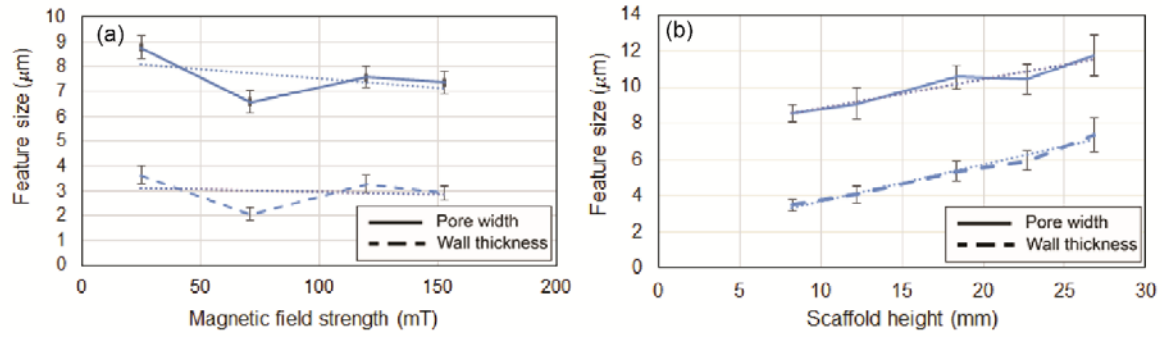 (a)
Feature size (μm)
10
9
8
7
6
5
4
3
2
1
0
Pore width
Wall thickness
0 50 100 150 200
Magnetic field strength (mT)
(b)
Feature size (μm)
14
12
10
8
6
4
2
0
Pore width
Wall thickness
0 5 10 15 20 25 30
Scaffold height (mm)